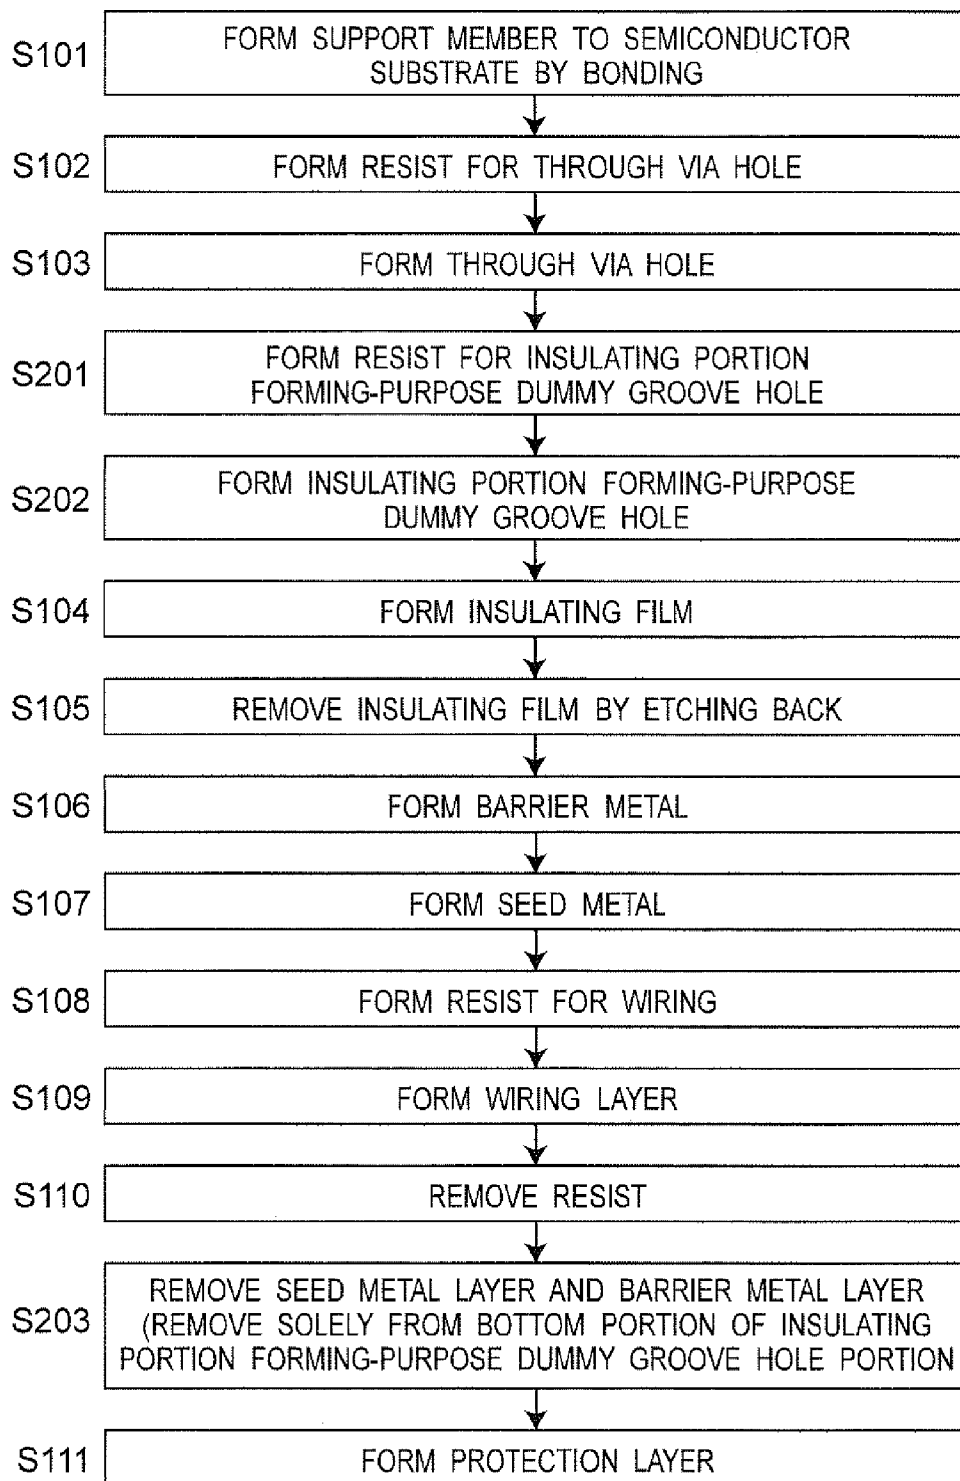 S101
FORM SUPPORT MEMBER TO SEMICONDUCTOR
SUBSTRATE BY BONDING
S102
FORM RESIST FOR THROUGH VIA HOLE
S103
FORM THROUGH VIA HOLE
S201
FORM RESIST FOR INSULATING PORTION
FORMING-PURPOSE DUMMY GROOVE HOLE
S202
FORM INSULATING PORTION FORMING-PURPOSE
DUMMY GROOVE HOLE
S104
FORM INSULATING FILM
S105
REMOVE INSULATING FILM BY ETCHING BACK
S106
FORM BARRIER METAL
S107
FORM SEED METAL
S108
FORM RESIST FOR WIRING
S109
FORM WIRING LAYER
S110
REMOVE RESIST
S203
REMOVE SEED METAL LAYER AND BARRIER METAL LAYER
(REMOVE SOLELY FROM BOTTOM PORTION OF INSULATING
PORTION FORMING-PURPOSE DUMMY GROOVE HOLE PORTION
S111
FORM PROTECTION LAYER